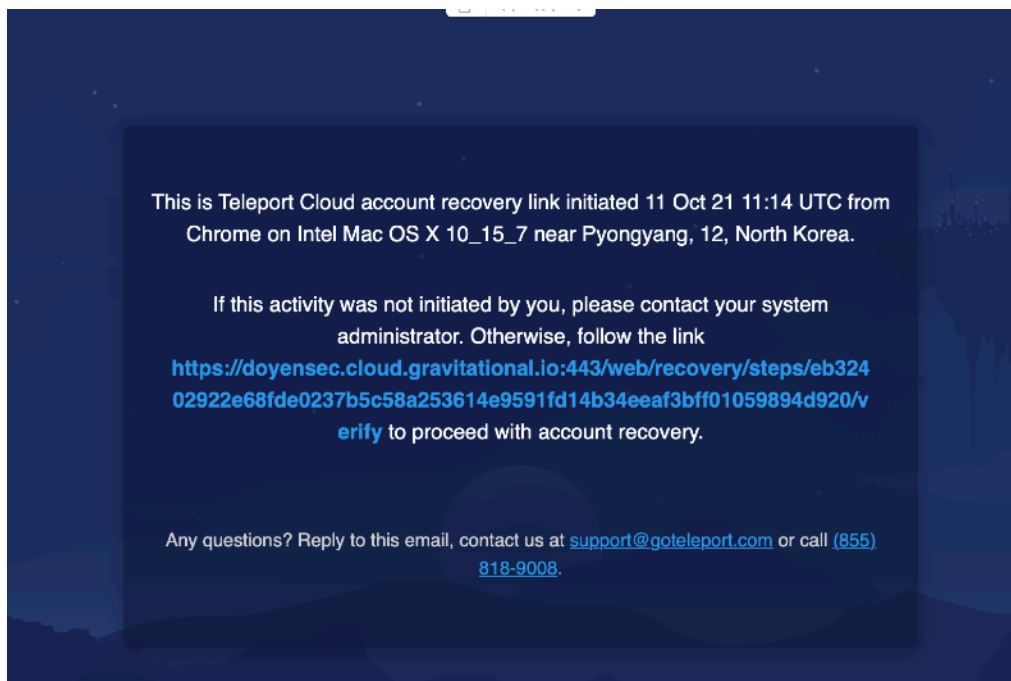 This is Teleport Cloud account recovery link initiated 11 Oct 21 11:14 UTC from
Chrome on Intel Mac OS X 10_15_7 near Pyongyang, 12, North Korea.
If this activity was not initiated by you, please contact your system
administrator. Otherwise, follow the link
https://doyensec.cloud.gravitational.io:443/web/recovery/steps/eb324
02922e68fde0237b5c58a253614e9591fd14b34eeaf3bff01059894d920/v
erify to proceed with account recovery.
Any questions? Reply to this email, contact us at support@goteleport.com or call (855)
818-9008.